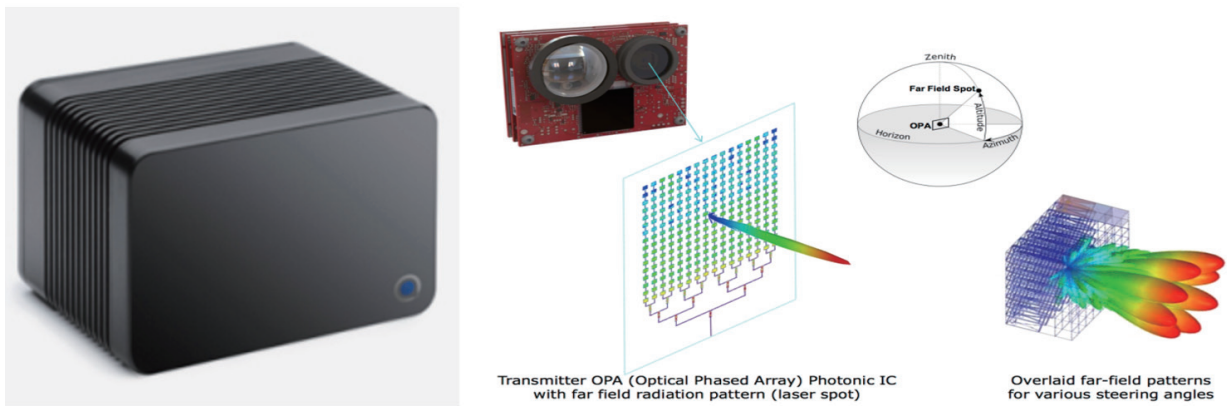 Zenith
Far Field Spot
OPA
Altitude
Horizon
Azimuth
Transmitter OPA (Optical Phased Array) Photonic IC
with far field radiation pattern (laser spot)
Overlaid far-field patterns
for various steering angles